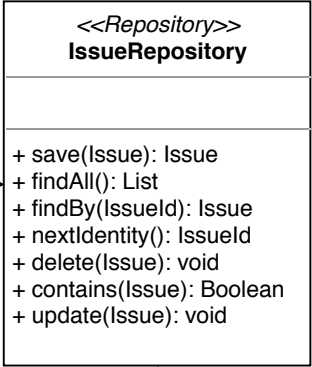 <<Repository>>
IssueRepository
+ save(Issue): Issue
+ findAll(): List
+ findBy(IssueId): Issue
+ nextIdentity(): IssueId
+ delete(Issue): void
+ contains(Issue): Boolean
+ update(Issue): void